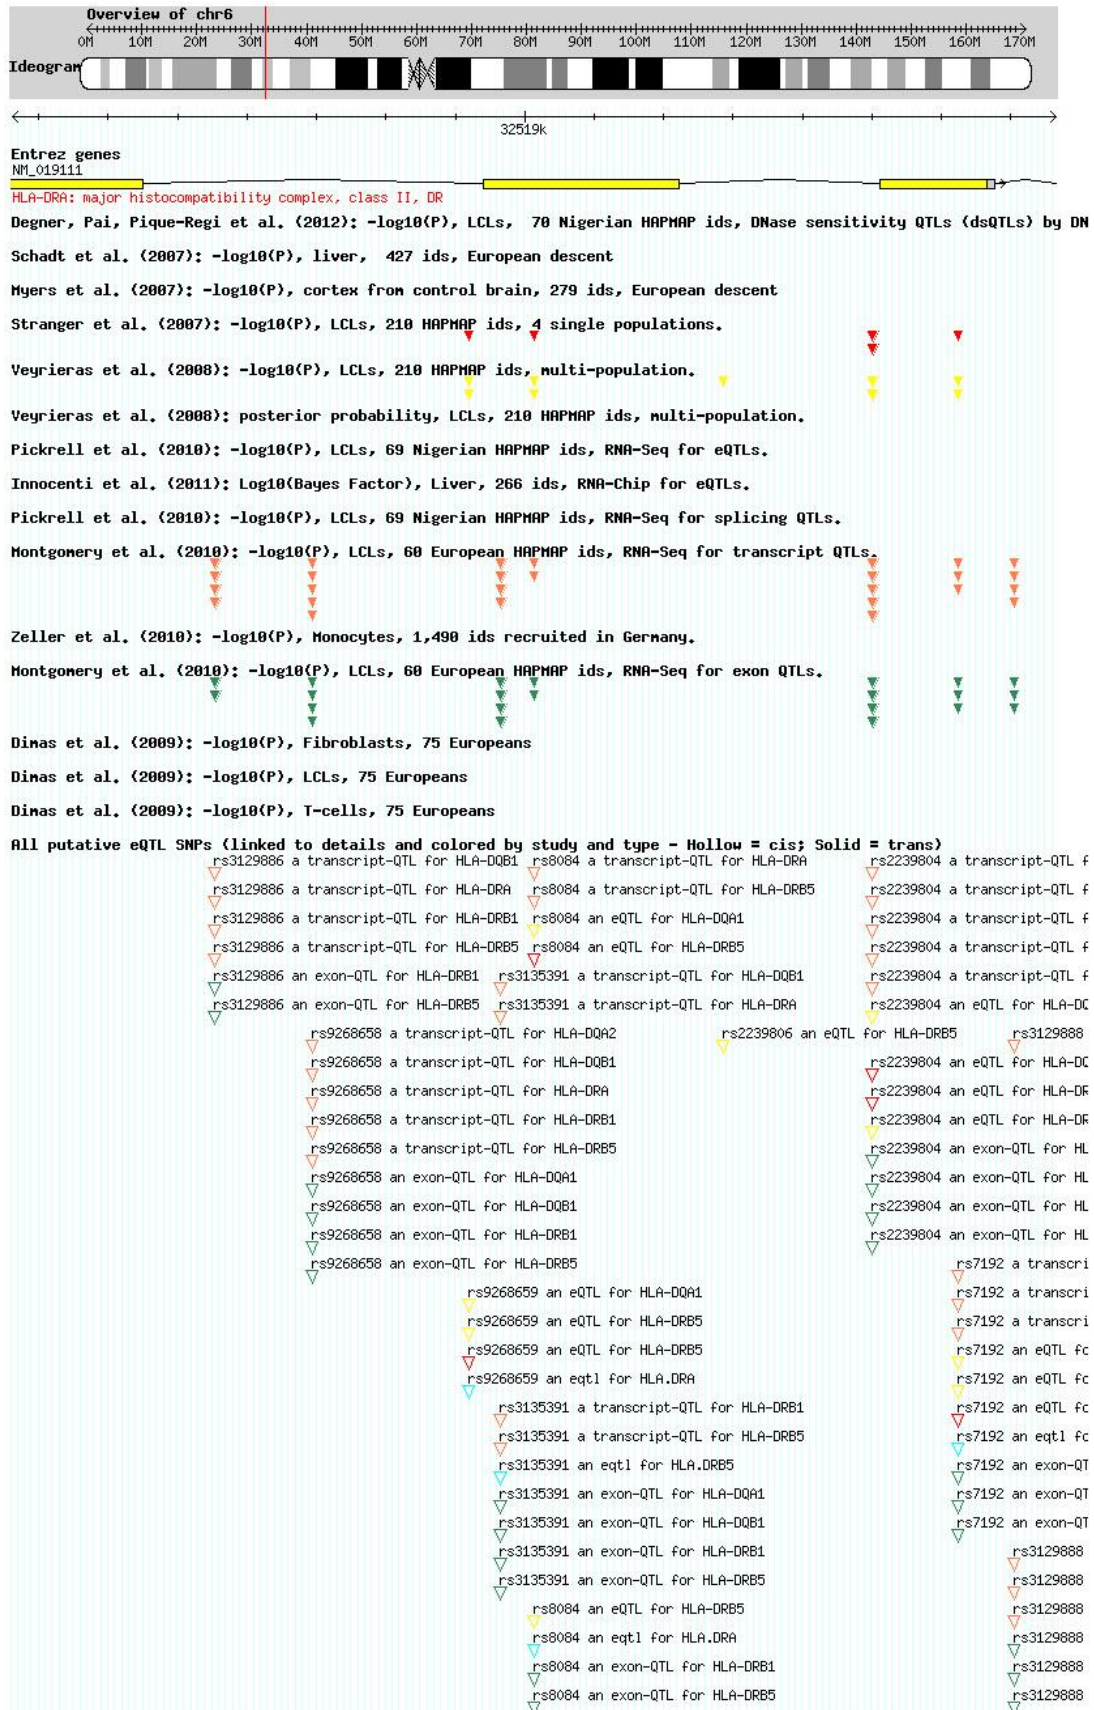 Overview of chr6
0M 10M 20M 30M 40M 50M 60M 70M 80M 90M 100M 110M 120M 130M 140M 150M 160M 170M
Ideogram
32519k
Entrez genes
NM_019111
HLA-DRA: major histocompatibility complex, class II, DR
Degner, Pai, Pique-Regi et al. (2012): -log10(P), LCLs, 70 Nigerian HAPMAP ids, DNase sensitivity QTLs (dsQTLs) by DN
Schadt et al. (2007): -log10(P), liver, 427 ids, European descent
Myers et al. (2007): -log10(P), cortex from control brain, 279 ids, European descent
Stranger et al. (2007): -log10(P), LCLs, 210 HAPMAP ids, 4 single populations.
Veyrieras et al. (2008): -log10(P), LCLs, 210 HAPMAP ids, multi-population.
Veyrieras et al. (2008): posterior probability, LCLs, 210 HAPMAP ids, multi-population.
Pickrell et al. (2010): -log10(P), LCLs, 69 Nigerian HAPMAP ids, RNA-Seq for eQTLs.
Innocenti et al. (2011): Log10(Bayes Factor), Liver, 266 ids, RNA-Chip for eQTLs.
Pickrell et al. (2010): -log10(P), LCLs, 69 Nigerian HAPMAP ids, RNA-Seq for splicing QTLs.
Montgomery et al. (2010): -log10(P), LCLs, 60 European HAPMAP ids, RNA-Seq for transcript QTLs.
Zeller et al. (2010): -log10(P), Monocytes, 1,490 ids recruited in Germany.
Montgomery et al. (2010): -log10(P), LCLs, 60 European HAPMAP ids, RNA-Seq for exon QTLs.
Dimas et al. (2009): -log10(P), Fibroblasts, 75 Europeans
Dimas et al. (2009): -log10(P), LCLs, 75 Europeans
Dimas et al. (2009): -log10(P), T-cells, 75 Europeans
All putative eQTL SNPs (linked to details and colored by study and type - Hollow = cis; Solid = trans)
rs3129886 a transcript-QTL for HLA-DQB1 rs8084 a transcript-QTL for HLA-DRA rs2239804 a transcript-QTL f
rs3129886 a transcript-QTL for HLA-DRA rs8084 a transcript-QTL for HLA-DRB5 rs2239804 a transcript-QTL f
rs3129886 a transcript-QTL for HLA-DRB1 rs8084 an eQTL for HLA-DQA1 rs2239804 a transcript-QTL f
rs3129886 a transcript-QTL for HLA-DRB5 rs8084 an eQTL for HLA-DRB5 rs2239804 a transcript-QTL f
rs3129886 an exon-QTL for HLA-DRB1 rs3135391 a transcript-QTL for HLA-DQB1 rs2239804 a transcript-QTL f
rs3129886 an exon-QTL for HLA-DRB5 rs3135391 a transcript-QTL for HLA-DRA rs2239804 an eQTL for HLA-DQ
rs9268658 a transcript-QTL for HLA-DQA2 rs2239806 an eQTL for HLA-DRB5 rs3129888
rs9268658 a transcript-QTL for HLA-DQB1 rs2239804 an eQTL for HLA-DQ
rs9268658 a transcript-QTL for HLA-DRA rs2239804 an eQTL for HLA-DR
rs9268658 a transcript-QTL for HLA-DRB1 rs2239804 an eQTL for HLA-DR
rs9268658 a transcript-QTL for HLA-DRB5 rs2239804 an exon-QTL for HL
rs9268658 an exon-QTL for HLA-DQA1 rs2239804 an exon-QTL for HL
rs9268658 an exon-QTL for HLA-DQB1 rs2239804 an exon-QTL for HL
rs9268658 an exon-QTL for HLA-DRB1 rs2239804 an exon-QTL for HL
rs9268658 an exon-QTL for HLA-DRB5 rs7192 a transcri
rs9268659 an eQTL for HLA-DQA1 rs7192 a transcri
rs9268659 an eQTL for HLA-DRB5 rs7192 a transcri
rs9268659 an eQTL for HLA-DRB5 rs7192 an eQTL fo
rs9268659 an eqtl for HLA.DRA rs7192 an eQTL fo
rs3135391 a transcript-QTL for HLA-DRB1 rs7192 an eQTL fo
rs3135391 a transcript-QTL for HLA-DRB5 rs7192 an eqtl fo
rs3135391 an eqtl for HLA.DRB5 rs7192 an exon-QT
rs3135391 an exon-QTL for HLA-DQA1 rs7192 an exon-QT
rs3135391 an exon-QTL for HLA-DQB1 rs7192 an exon-QT
rs3135391 an exon-QTL for HLA-DRB1 rs3129888
rs3135391 an exon-QTL for HLA-DRB5 rs3129888
rs8084 an eQTL for HLA-DRB5 rs3129888
rs8084 an eqtl for HLA.DRA rs3129888
rs8084 an exon-QTL for HLA-DRB1 rs3129888
rs8084 an exon-QTL for HLA-DRB5 rs3129888